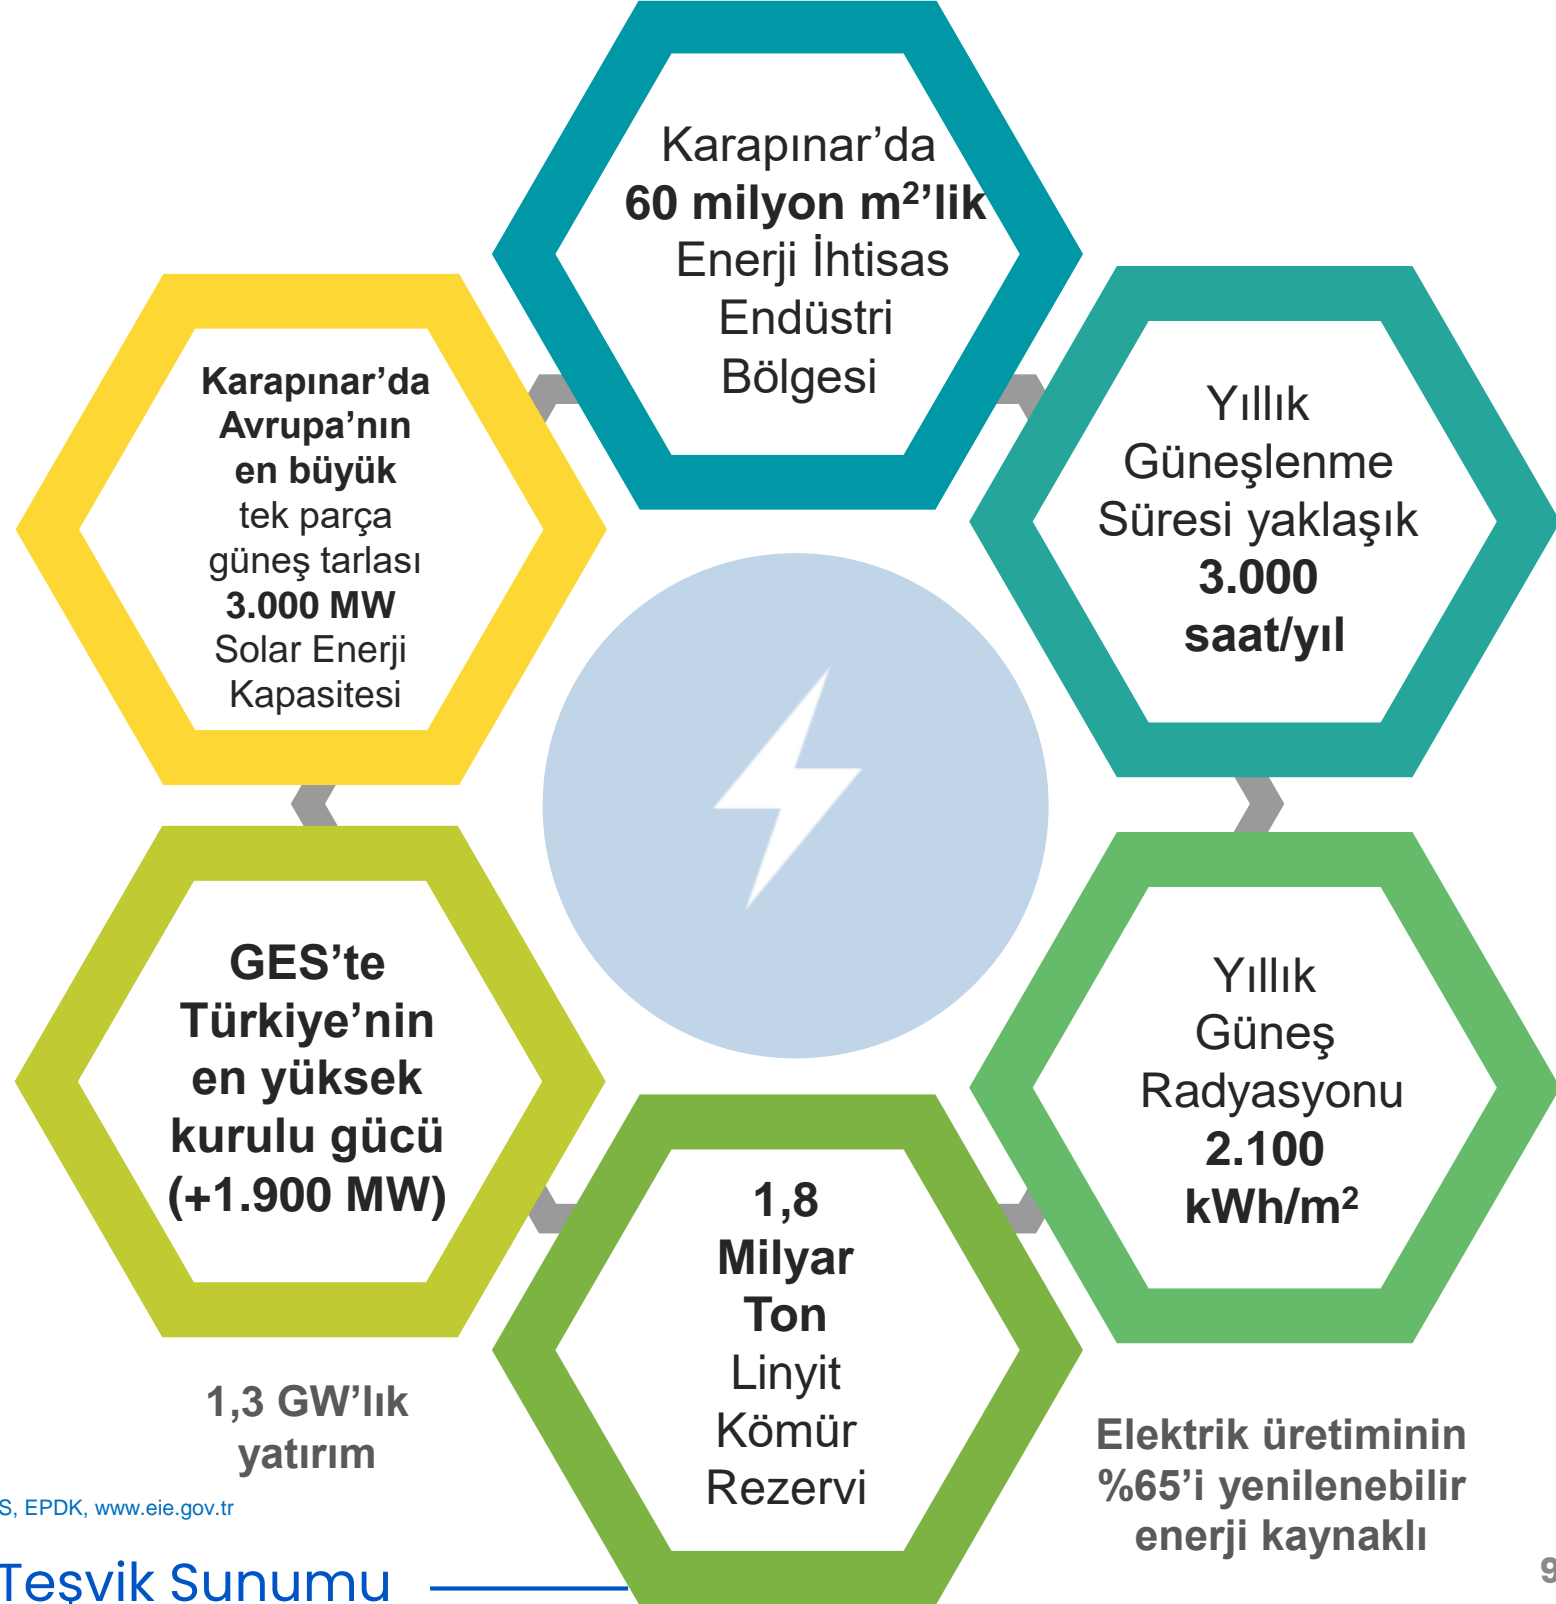 Karapınar’da
60 milyon m²’lik
Enerji İhtisas
Endüstri
Bölgesi
Karapınar’da
Avrupa’nın
en büyük
tek parça
güneş tarlası
3.000 MW
Solar Enerji
Kapasitesi
Yıllık
Güneşlenme
Süresi yaklaşık
3.000
saat/yıl
GES’te
Türkiye’nin
en yüksek
kurulu gücü
(+1.900 MW)
Yıllık
Güneş
Radyasyonu
2.100
kWh/m²
1,8
Milyar
Ton
Linyit
Kömür
Rezervi
1,3 GW’lık
yatırım
Elektrik üretiminin
%65’i yenilenebilir
enerji kaynaklı
S, EPDK, www.eie.gov.tr
Teşvik Sunumu
9